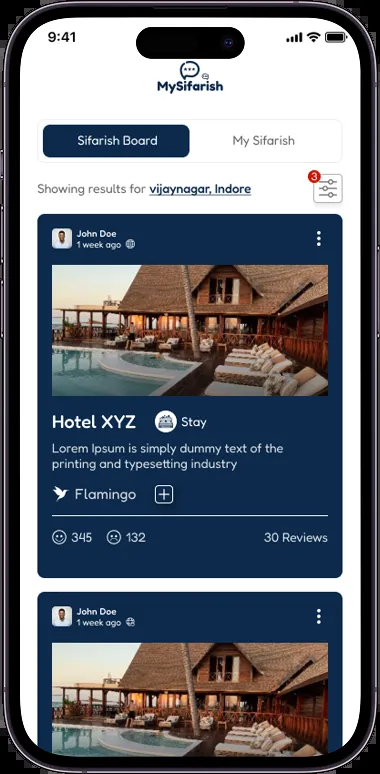 9:41
MySifarish
Sifarish Board
My Sifarish
Showing results for vijaynagar, Indore
3
John Doe
1 week ago
Hotel XYZ
Stay
Lorem Ipsum is simply dummy text of the
printing and typesetting industry
Flamingo
345
132
30 Reviews
John Doe
1 week ago